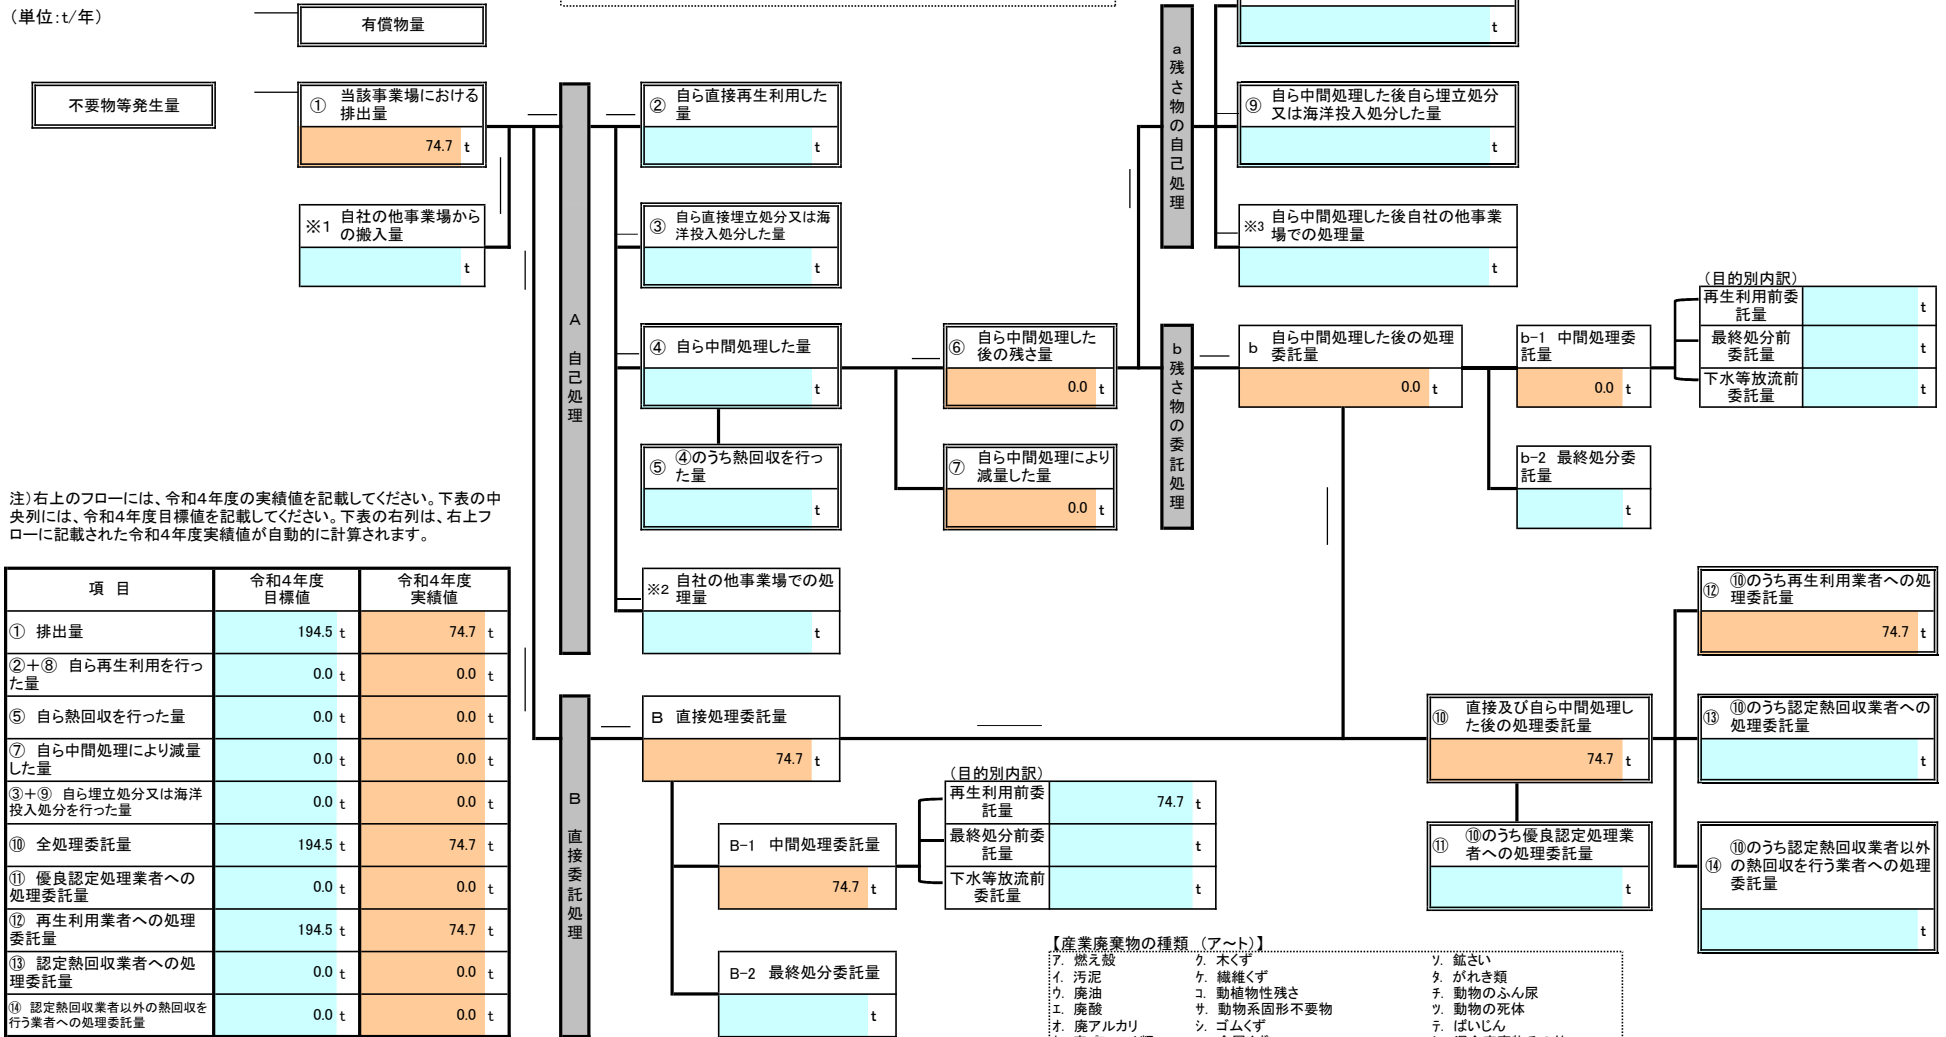 (単位:t/年)
有償物量
t
不要物等発生量
① 当該事業場における
排出量
74.7 t
※1 自社の他事業場から
の搬入量
t
A 自己処理
② 自ら直接再生利用した
量
t
③ 自ら直接埋立処分又は海
洋投入処分した量
t
④ 自ら中間処理した量
t
⑤ ④のうち熱回収を行っ
た量
t
※2 自社の他事業場での処
理量
t
⑥ 自ら中間処理した
後の残さ量
0.0 t
⑦ 自ら中間処理により
減量した量
0.0 t
a 残さ物の自己処理
⑨ 自ら中間処理した後自ら埋立処分
又は海洋投入処分した量
t
※3 自ら中間処理した後自社の他事業
場での処理量
t
b 残さ物の委託処理
b 自ら中間処理した後の処理
委託量
0.0 t
b-1 中間処理委
託量
0.0 t
b-2 最終処分委
託量
t
(目的別内訳)
再生利用前委
託量
t
最終処分前
委託量
t
下水等放流前
委託量
t
注)右上のフローには、令和4年度の実績値を記載してください。下表の中
央列には、令和4年度目標値を記載してください。下表の右列は、右上フ
ローに記載された令和4年度実績値が自動的に計算されます。
項 目 令和4年度 令和4年度
目標値 実績値
① 排出量 194.5 t 74.7 t
②+⑧ 自ら再生利用を行っ
た量 0.0 t 0.0 t
⑤ 自ら熱回収を行った量 0.0 t 0.0 t
⑦ 自ら中間処理により減量
した量 0.0 t 0.0 t
③+⑨ 自ら埋立処分又は海洋
投入処分を行った量 0.0 t 0.0 t
⑩ 全処理委託量 194.5 t 74.7 t
⑪ 優良認定処理業者への
処理委託量 0.0 t 0.0 t
⑫ 再生利用業者への処理
委託量 194.5 t 74.7 t
⑬ 認定熱回収業者への処
理委託量 0.0 t 0.0 t
⑭ 認定熱回収業者以外の熱回収を
行う業者への処理委託量 0.0 t 0.0 t
B 直接委託処理
B 直接処理委託量
74.7 t
B-1 中間処理委託量
74.7 t
B-2 最終処分委託量
t
(目的別内訳)
再生利用前委
託量
74.7 t
最終処分前委
託量
t
下水等放流前
委託量
t
⑩ 直接及び自ら中間処理し
た後の処理委託量
74.7 t
⑪ ⑩のうち優良認定処理業
者への処理委託量
t
⑫ ⑩のうち再生利用業者への処
理委託量
74.7 t
⑬ ⑩のうち認定熱回収業者への
処理委託量
t
⑭ ⑩のうち認定熱回収業者以外
の熱回収を行う業者への処理
委託量
t
【産業廃棄物の種類 (ア~ト)】
ア. 燃え殻 ク. 木くず ソ. 鉱さい
イ. 汚泥 ケ. 繊維くず タ. がれき類
ウ. 廃油 コ. 動植物性残さ チ. 動物のふん尿
エ. 廃酸 サ. 動物系固形不要物 ツ. 動物の死体
オ. 廃アルカリ シ. ゴムくず テ. ばいじん